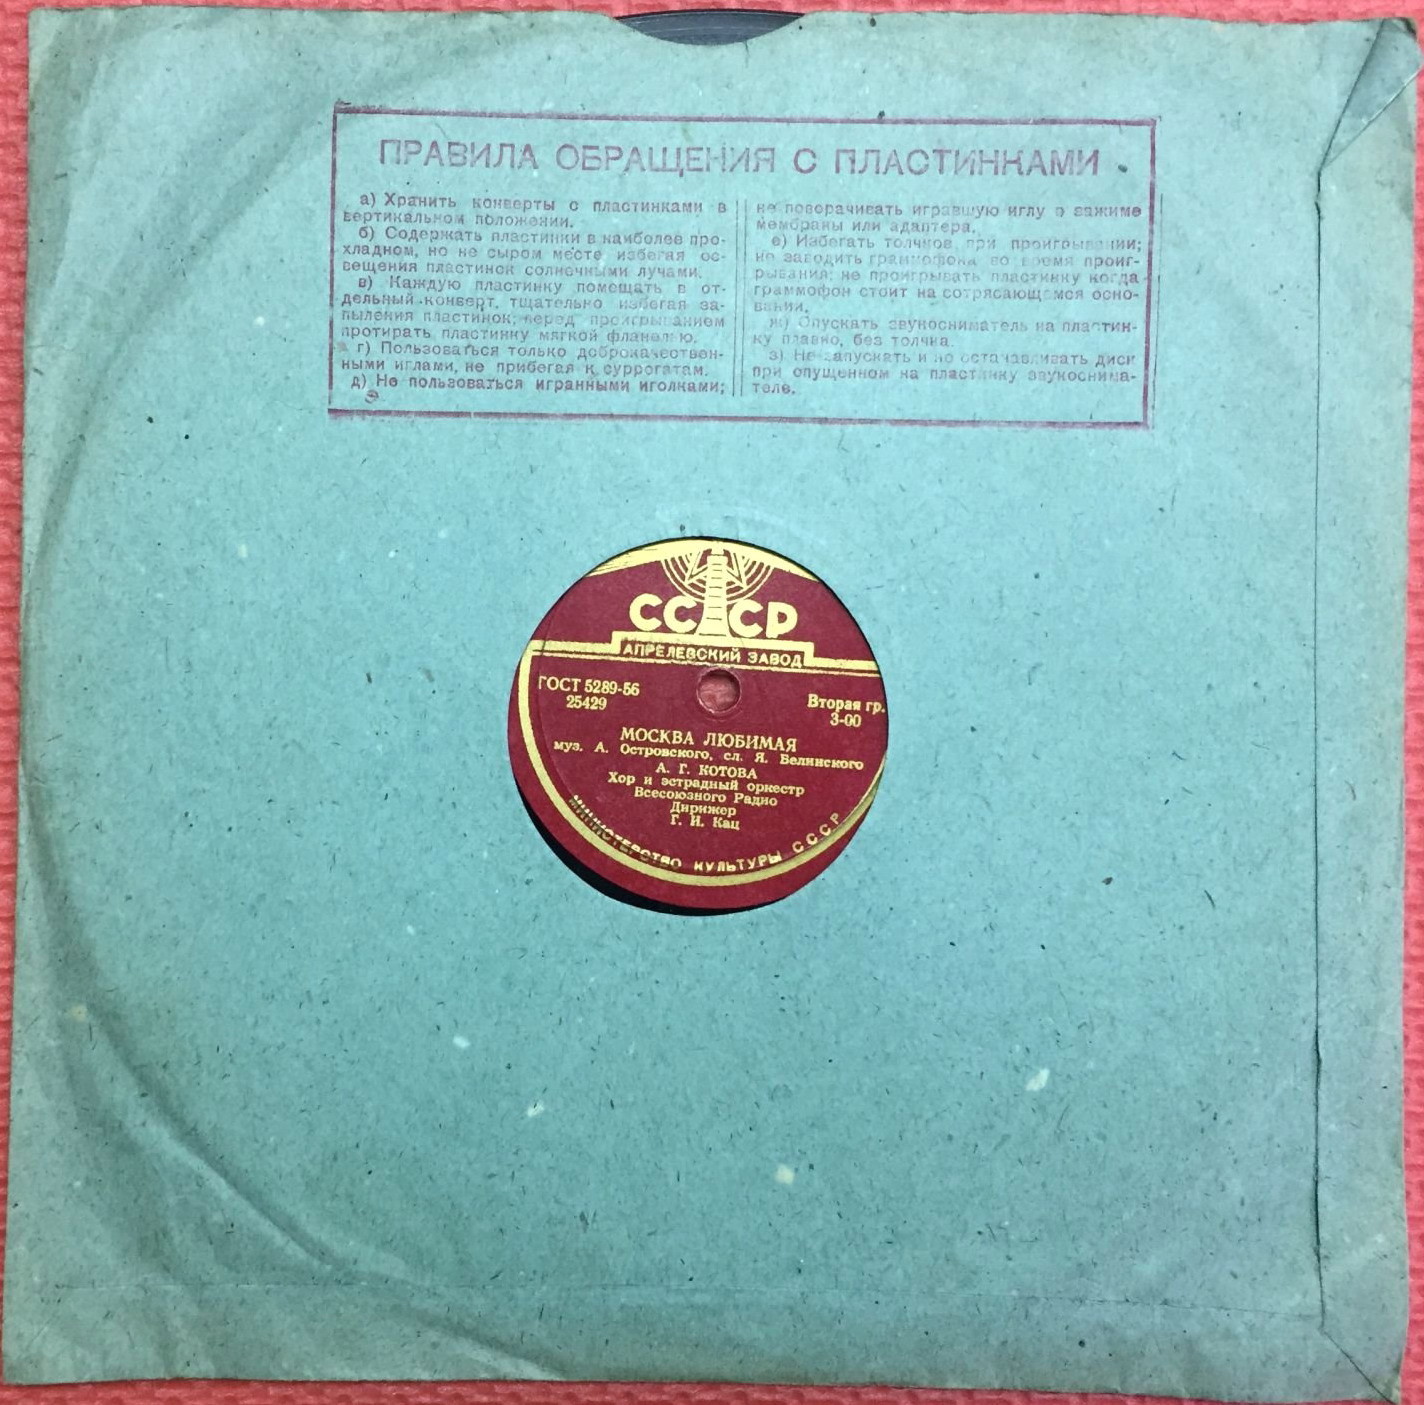 ПРАВИЛА ОБРАЩЕНИЯ С ПЛАСТИНКАМИ
а) Хранить конверты с пластинками в
вертикальном положении.
б) Содержать пластинки в наиболее про-
хладном, но не сыром месте избегая ос-
вещения пластинок солнечными лучами.
в) Каждую пластинку помещать в от-
дельный конверт, тщательно избегая за-
пыления пластинок; перед проигрыванием
протирать пластинку мягкой фланелью.
г) Пользоваться только доброкачествен-
ными иглами, не прибегая к суррогатам.
д) Не пользоваться игранными иголками;
не поворачивать игравшую иглу в зажиме
мембраны или адаптера.
е) Избегать толчков при проигрывании;
не заводить граммофона во время проиг-
рывания; не проигрывать пластинку когда
граммофон стоит на сотрясающемся осно-
вании.
ж) Опускать звукосниматель на пластин-
ку плавно, без толчка.
з) Не запускать и не останавливать диск
при опущенном на пластинку звукоснима-
теле.
СССР
АПРЕЛЕВСКИЙ ЗАВОД
ГОСТ 5289-56
25429
Вторая гр.
3-00
МОСКВА ЛЮБИМАЯ
муз. А. Островского, сл. Я. Белинского
А. Г. КОТОВА
Хор и эстрадный оркестр
Всесоюзного Радио
Дирижер
Г. И. Кац
МИНИСТЕРСТВО КУЛЬТУРЫ СССР